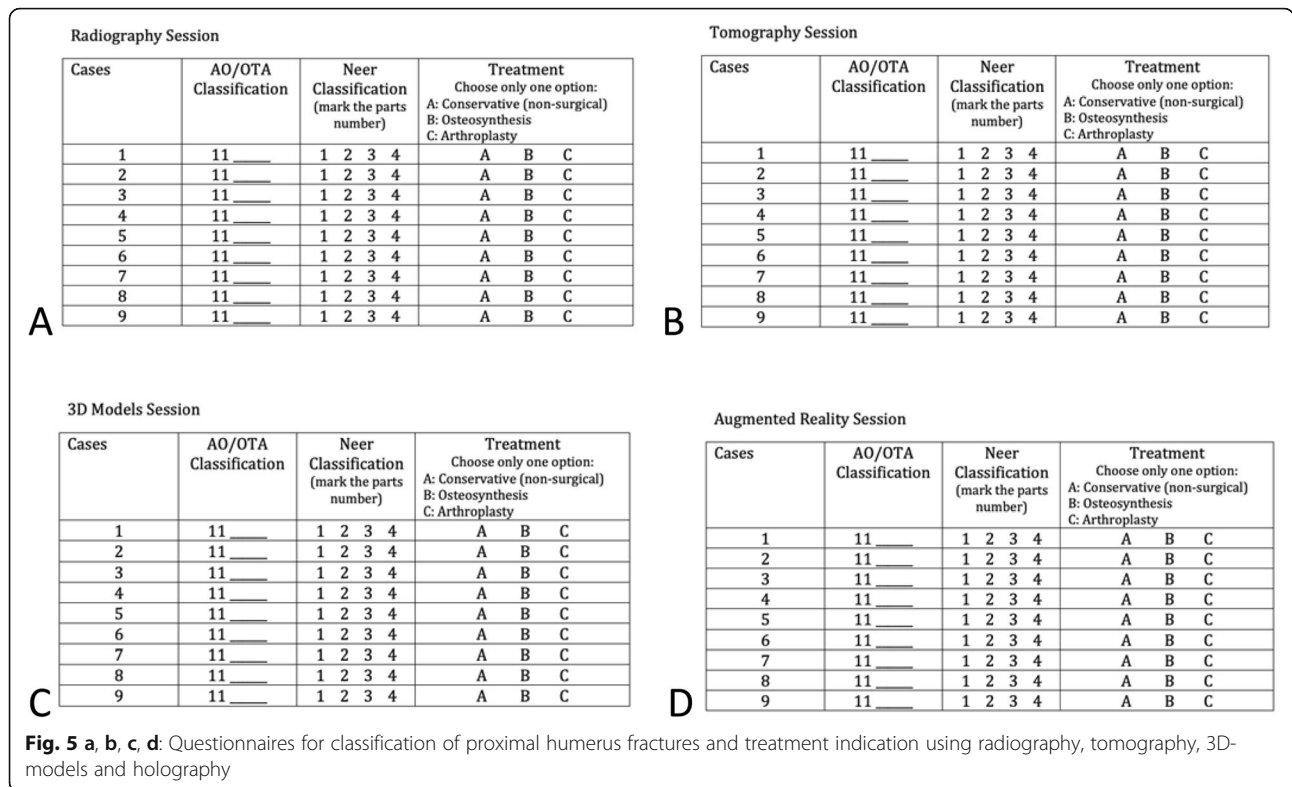 Radiography Session
Cases AO/OTA Classification Neer Classification (mark the parts number) Treatment Choose only one option: A: Conservative (non-surgical) B: Osteosynthesis C: Arthroplasty
1 11_____ 1 2 3 4 A B C
2 11_____ 1 2 3 4 A B C
3 11_____ 1 2 3 4 A B C
4 11_____ 1 2 3 4 A B C
5 11_____ 1 2 3 4 A B C
6 11_____ 1 2 3 4 A B C
7 11_____ 1 2 3 4 A B C
8 11_____ 1 2 3 4 A B C
9 11_____ 1 2 3 4 A B C
A
Tomography Session
Cases AO/OTA Classification Neer Classification (mark the parts number) Treatment Choose only one option: A: Conservative (non-surgical) B: Osteosynthesis C: Arthroplasty
1 11_____ 1 2 3 4 A B C
2 11_____ 1 2 3 4 A B C
3 11_____ 1 2 3 4 A B C
4 11_____ 1 2 3 4 A B C
5 11_____ 1 2 3 4 A B C
6 11_____ 1 2 3 4 A B C
7 11_____ 1 2 3 4 A B C
8 11_____ 1 2 3 4 A B C
9 11_____ 1 2 3 4 A B C
B
3D Models Session
Cases AO/OTA Classification Neer Classification (mark the parts number) Treatment Choose only one option: A: Conservative (non-surgical) B: Osteosynthesis C: Arthroplasty
1 11_____ 1 2 3 4 A B C
2 11_____ 1 2 3 4 A B C
3 11_____ 1 2 3 4 A B C
4 11_____ 1 2 3 4 A B C
5 11_____ 1 2 3 4 A B C
6 11_____ 1 2 3 4 A B C
7 11_____ 1 2 3 4 A B C
8 11_____ 1 2 3 4 A B C
9 11_____ 1 2 3 4 A B C
C
Augmented Reality Session
Cases AO/OTA Classification Neer Classification (mark the parts number) Treatment Choose only one option: A: Conservative (non-surgical) B: Osteosynthesis C: Arthroplasty
1 11_____ 1 2 3 4 A B C
2 11_____ 1 2 3 4 A B C
3 11_____ 1 2 3 4 A B C
4 11_____ 1 2 3 4 A B C
5 11_____ 1 2 3 4 A B C
6 11_____ 1 2 3 4 A B C
7 11_____ 1 2 3 4 A B C
8 11_____ 1 2 3 4 A B C
9 11_____ 1 2 3 4 A B C
D
Fig. 5 a, b, c, d: Questionnaires for classification of proximal humerus fractures and treatment indication using radiography, tomography, 3D-
models and holography